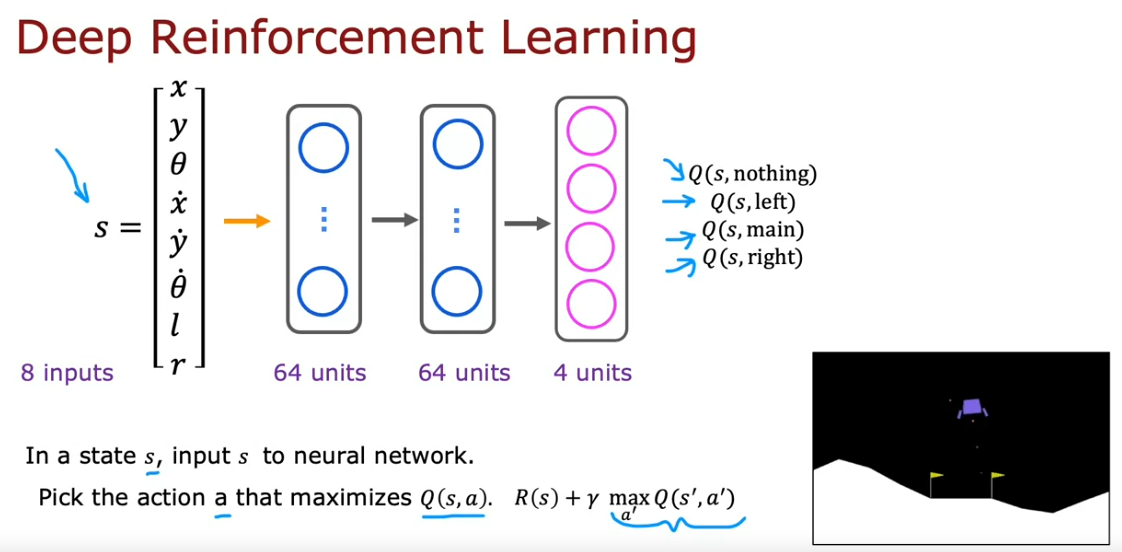 Deep Reinforcement Learning
s =
x
y
θ
ẋ
ẏ
θ̇
l
r
Q(s, nothing)
Q(s, left)
Q(s, main)
Q(s, right)
8 inputs
64 units
64 units
4 units
In a state s, input s to neural network.
Pick the action a that maximizes Q(s, a). R(s) + γ max Q(s′, a′)
a′